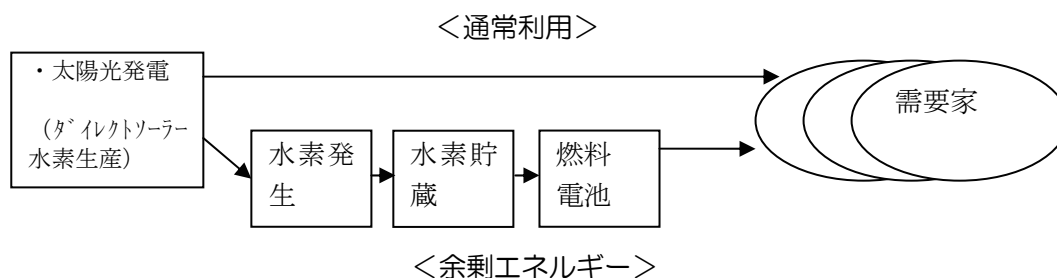 ＜通常利用＞
・太陽光発電
（ﾀﾞｲﾚｸﾄソーラー
水素生産）
需要家
水素発
生
水素貯
蔵
燃料
電池
＜余剰エネルギー＞